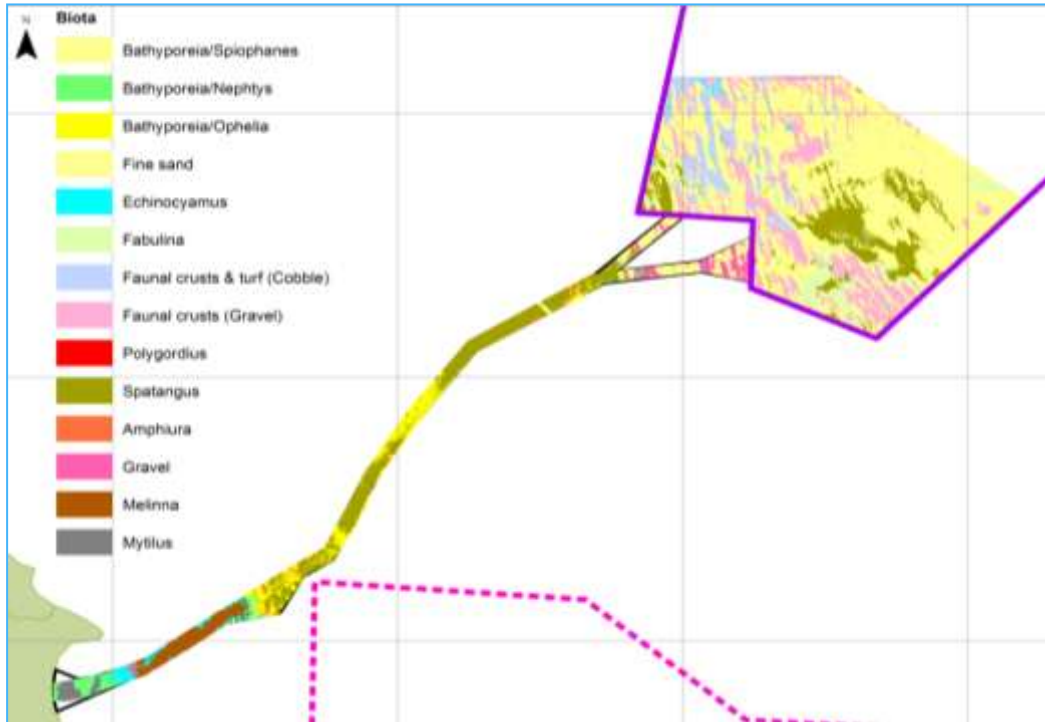 N
Biota
Bathyporeia/Spiophanes
Bathyporeia/Nephtys
Bathyporeia/Ophelia
Fine sand
Echinocyamus
Fabulina
Faunal crusts & turf (Cobble)
Faunal crusts (Gravel)
Polygordius
Spatangus
Amphiura
Gravel
Melinna
Mytilus